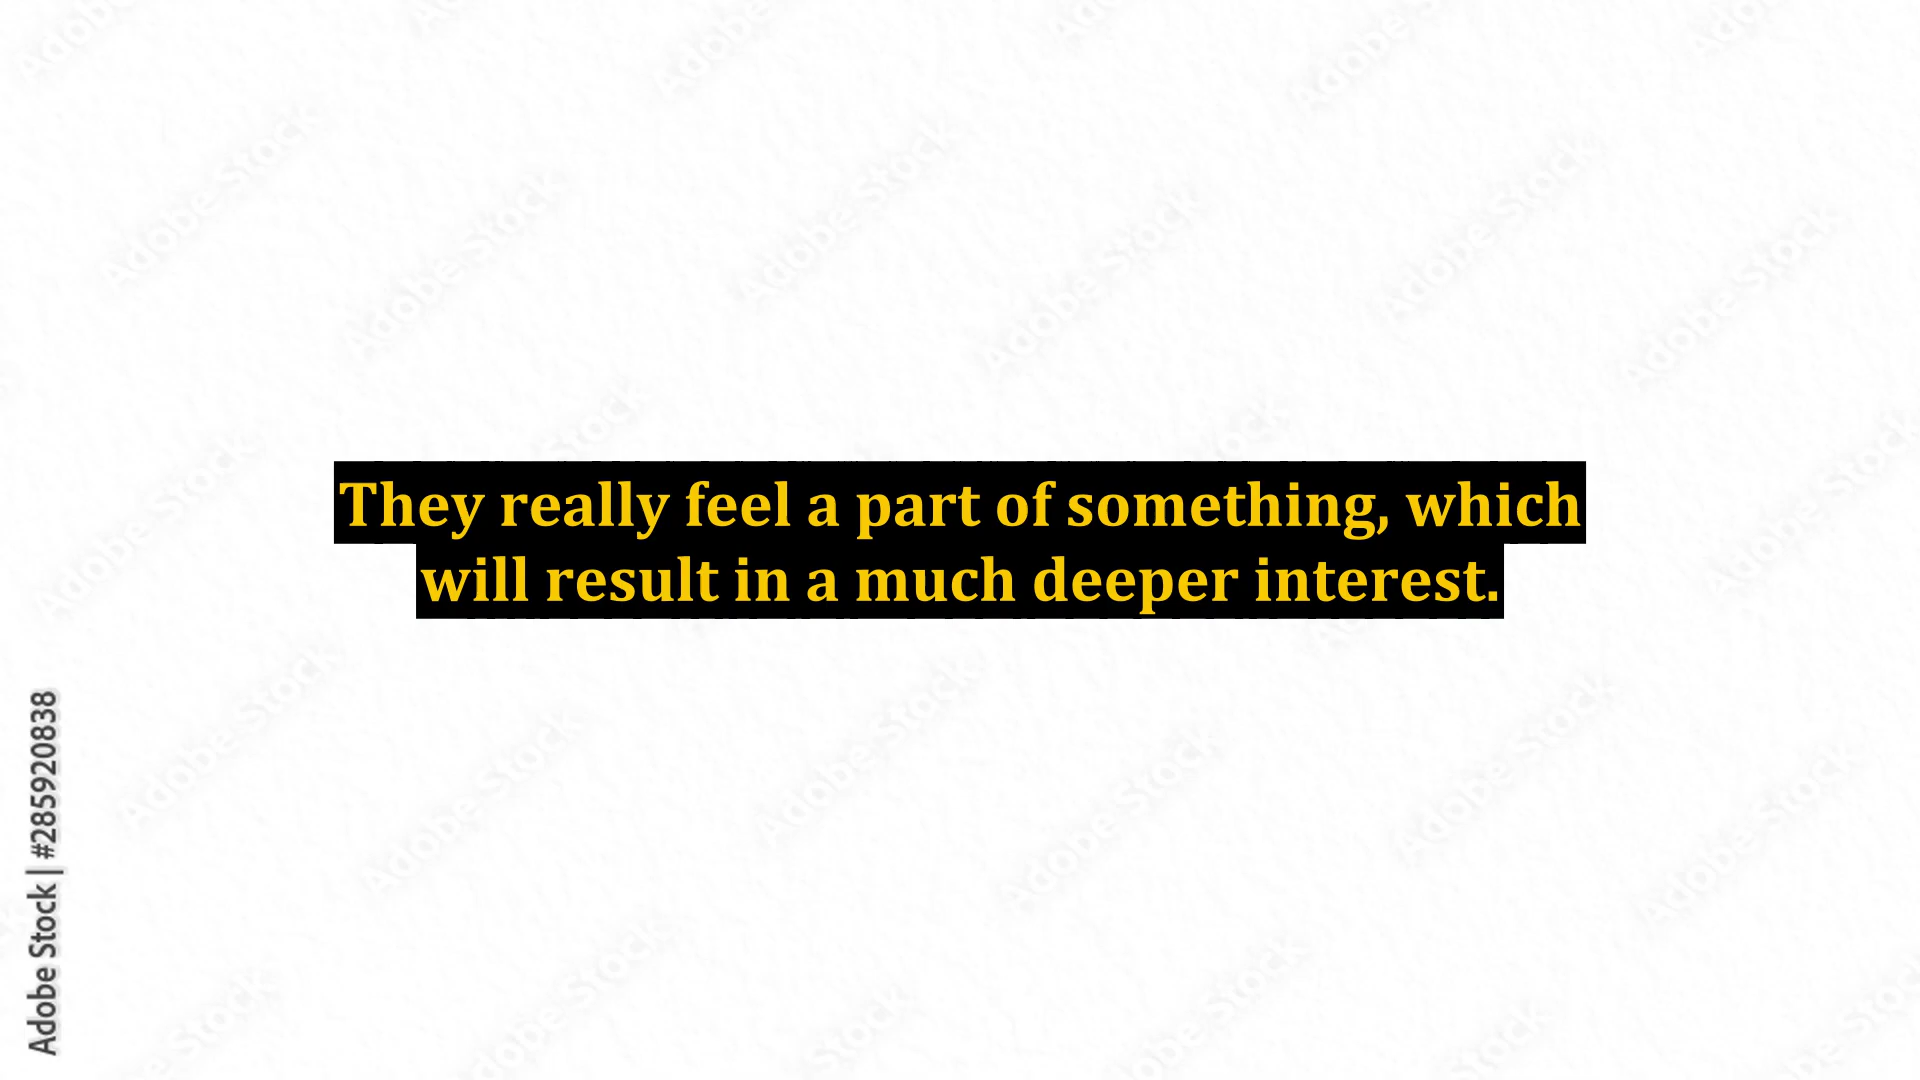 They really feel a part of something, which
will result in a much deeper interest.
Adobe Stock | #285920838